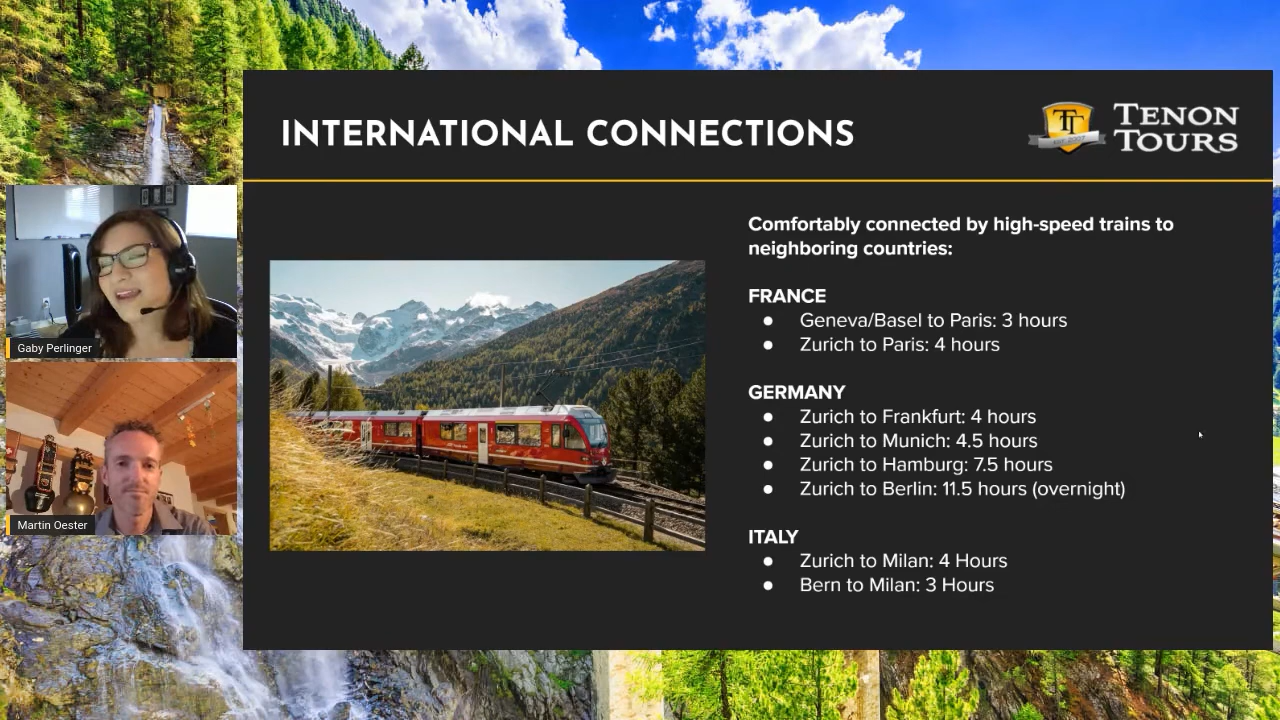 INTERNATIONAL CONNECTIONS
TENON
TOURS
TT
Comfortably connected by high-speed trains to
neighboring countries:
FRANCE
● Geneva/Basel to Paris: 3 hours
● Zurich to Paris: 4 hours
GERMANY
● Zurich to Frankfurt: 4 hours
● Zurich to Munich: 4.5 hours
● Zurich to Hamburg: 7.5 hours
● Zurich to Berlin: 11.5 hours (overnight)
ITALY
● Zurich to Milan: 4 Hours
● Bern to Milan: 3 Hours
Gaby Perlinger
Martin Oester